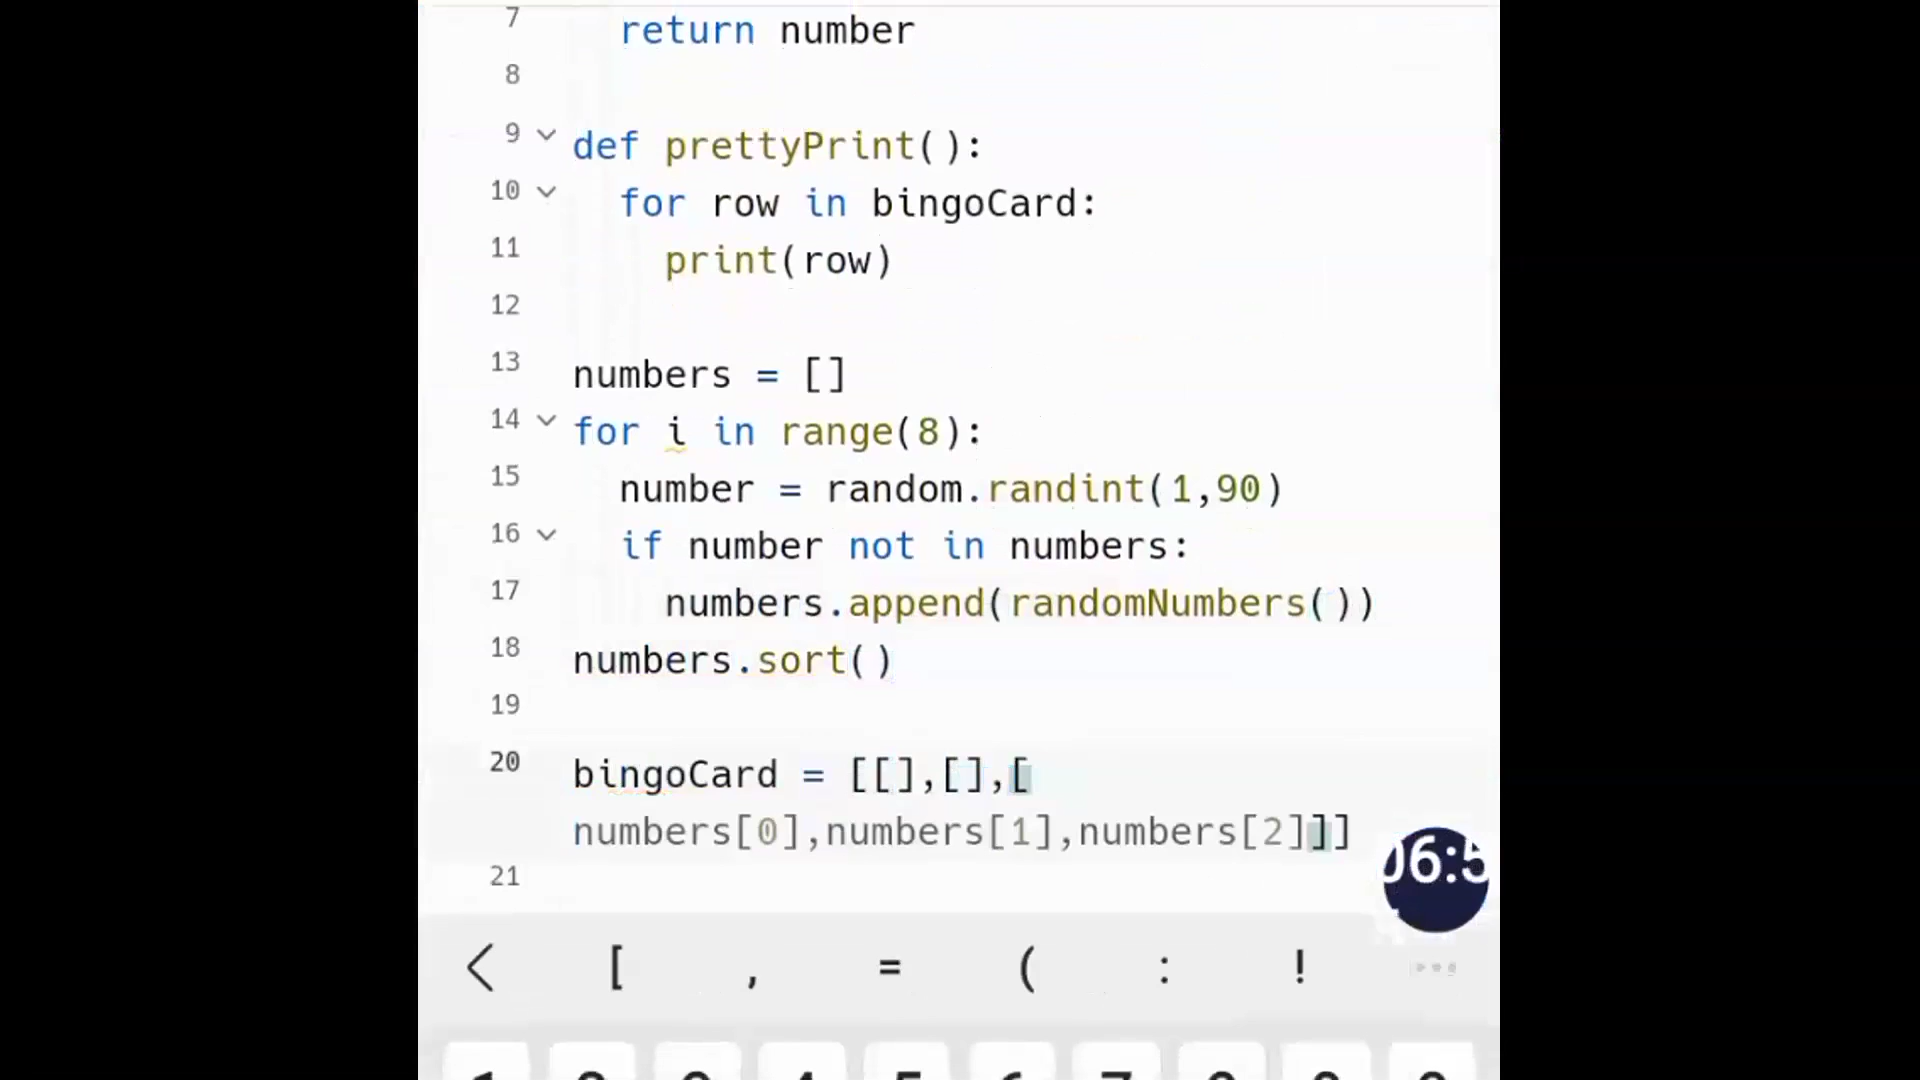 7 return number
8
9 def prettyPrint():
10 for row in bingoCard:
11 print(row)
12
13 numbers = []
14 for i in range(8):
15 number = random.randint(1,90)
16 if number not in numbers:
17 numbers.append(randomNumbers())
18 numbers.sort()
19
20 bingoCard = [[],[],[
numbers[0],numbers[1],numbers[2]]]
21
06:5
[ , = ( : ! ...